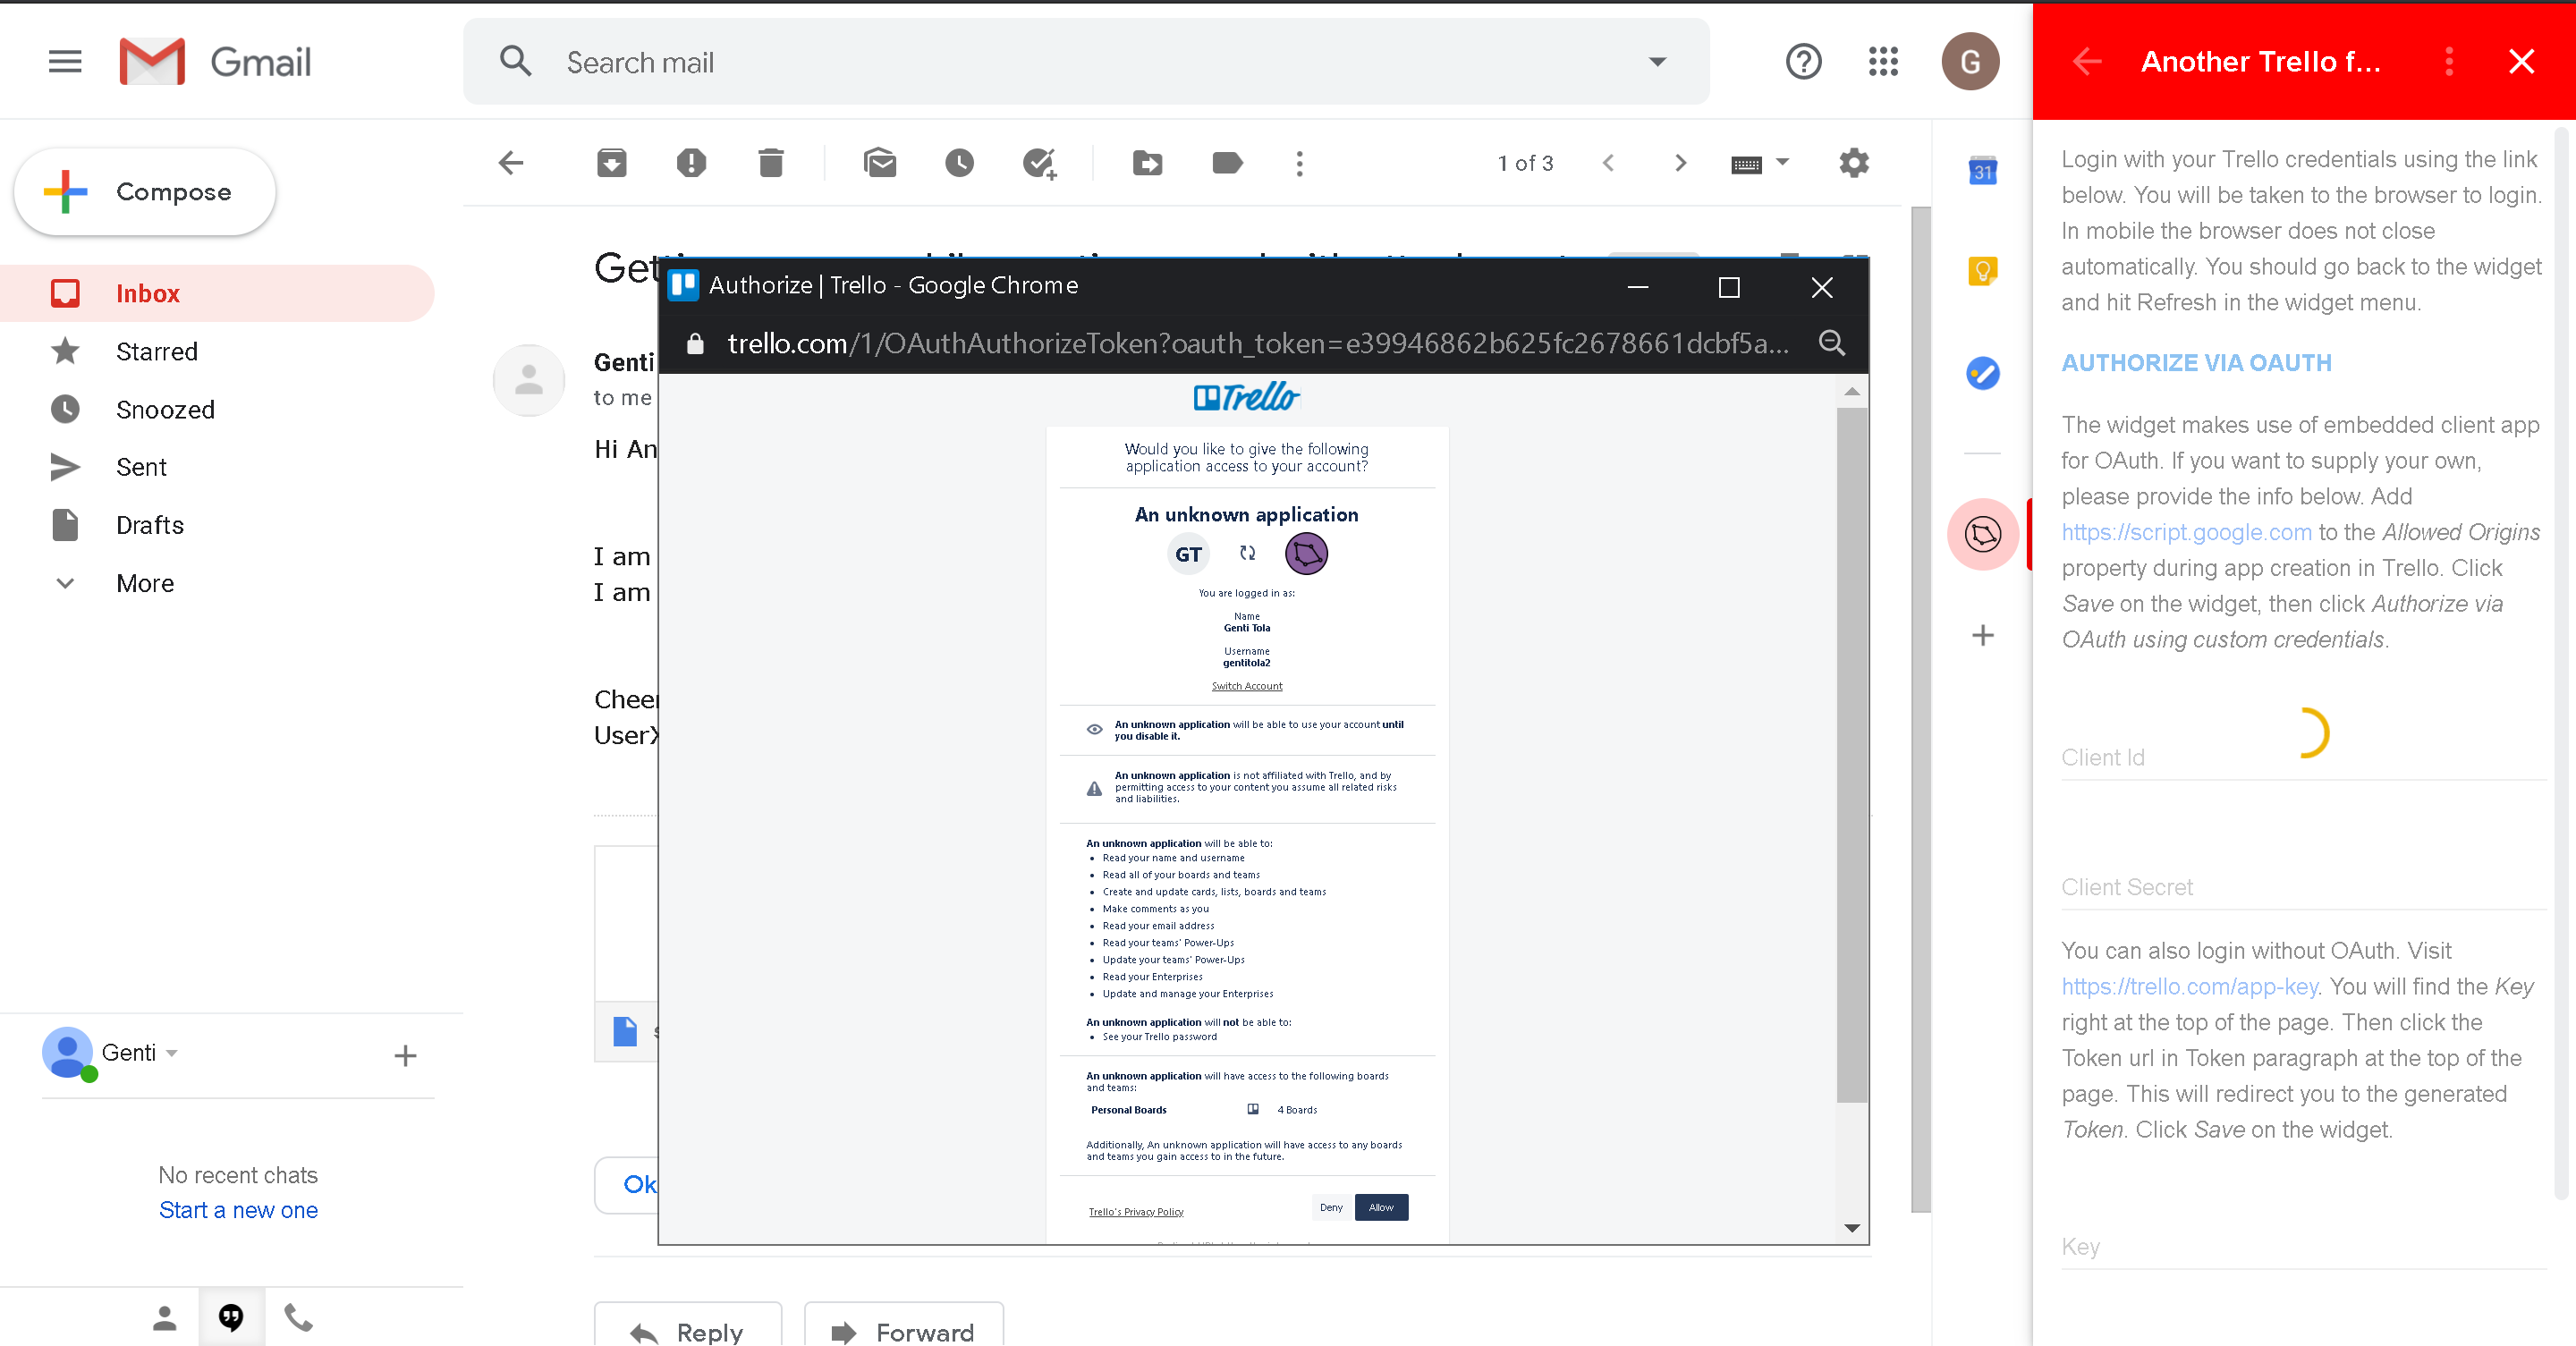 Gmail
Search mail
G
Another Trello f...
Compose
1 of 3
31
Inbox
Starred
Snoozed
Sent
Drafts
More
Genti
No recent chats
Start a new one
Genti
to me
Hi An
I am
I am
Cheer
UserX
Ok
Reply
Forward
Authorize | Trello - Google Chrome
trello.com/1/OAuthAuthorizeToken?oauth_token=e39946862b625fc2678661dcbf5a...
Trello
Would you like to give the following
application access to your account?
An unknown application
GT
You are logged in as:
Name
Genti Tola
Username
gentitola2
Switch Account
An unknown application will be able to use your account until
you disable it.
An unknown application is not affiliated with Trello, and by
permitting access to your content you assume all related risks
and liabilities.
An unknown application will be able to:
• Read your name and username
• Read all of your boards and teams
• Create and update cards, lists, boards and teams
• Make comments as you
• Read your email address
• Read your teams' Power-Ups
• Update your teams' Power-Ups
• Read your Enterprises
• Update and manage your Enterprises
An unknown application will not be able to:
• See your Trello password
An unknown application will have access to the following boards
and teams:
Personal Boards 4 Boards
Additionally, An unknown application will have access to any boards
and teams you gain access to in the future.
Trello's Privacy Policy
Deny Allow
Login with your Trello credentials using the link
below. You will be taken to the browser to login.
In mobile the browser does not close
automatically. You should go back to the widget
and hit Refresh in the widget menu.
AUTHORIZE VIA OAUTH
The widget makes use of embedded client app
for OAuth. If you want to supply your own,
please provide the info below. Add
https://script.google.com to the Allowed Origins
property during app creation in Trello. Click
Save on the widget, then click Authorize via
OAuth using custom credentials.
Client Id
Client Secret
You can also login without OAuth. Visit
https://trello.com/app-key. You will find the Key
right at the top of the page. Then click the
Token url in Token paragraph at the top of the
page. This will redirect you to the generated
Token. Click Save on the widget.
Key